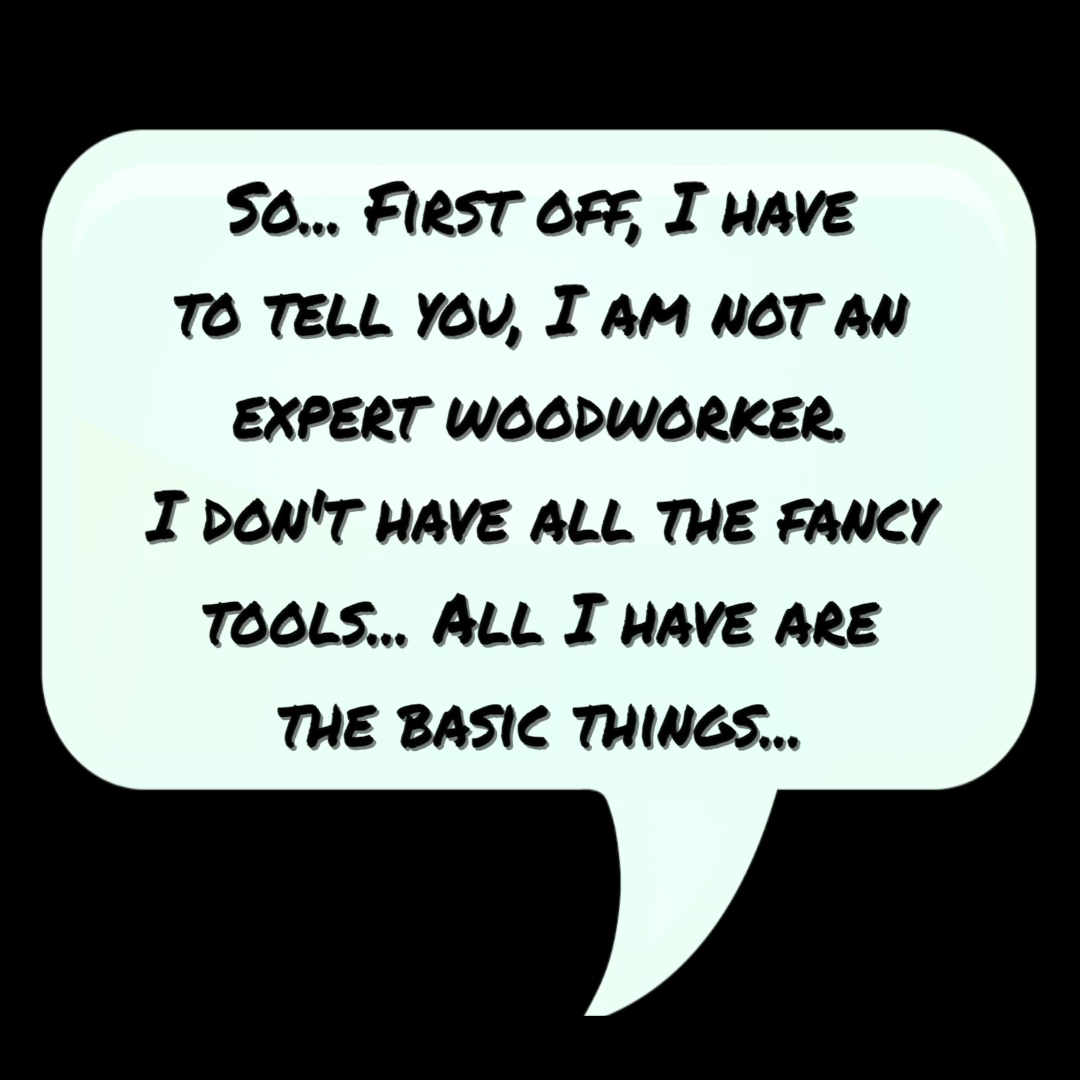 So... First off, I have
to tell you, I am not an
expert woodworker.
I don't have all the fancy
tools... All I have are
the basic things...